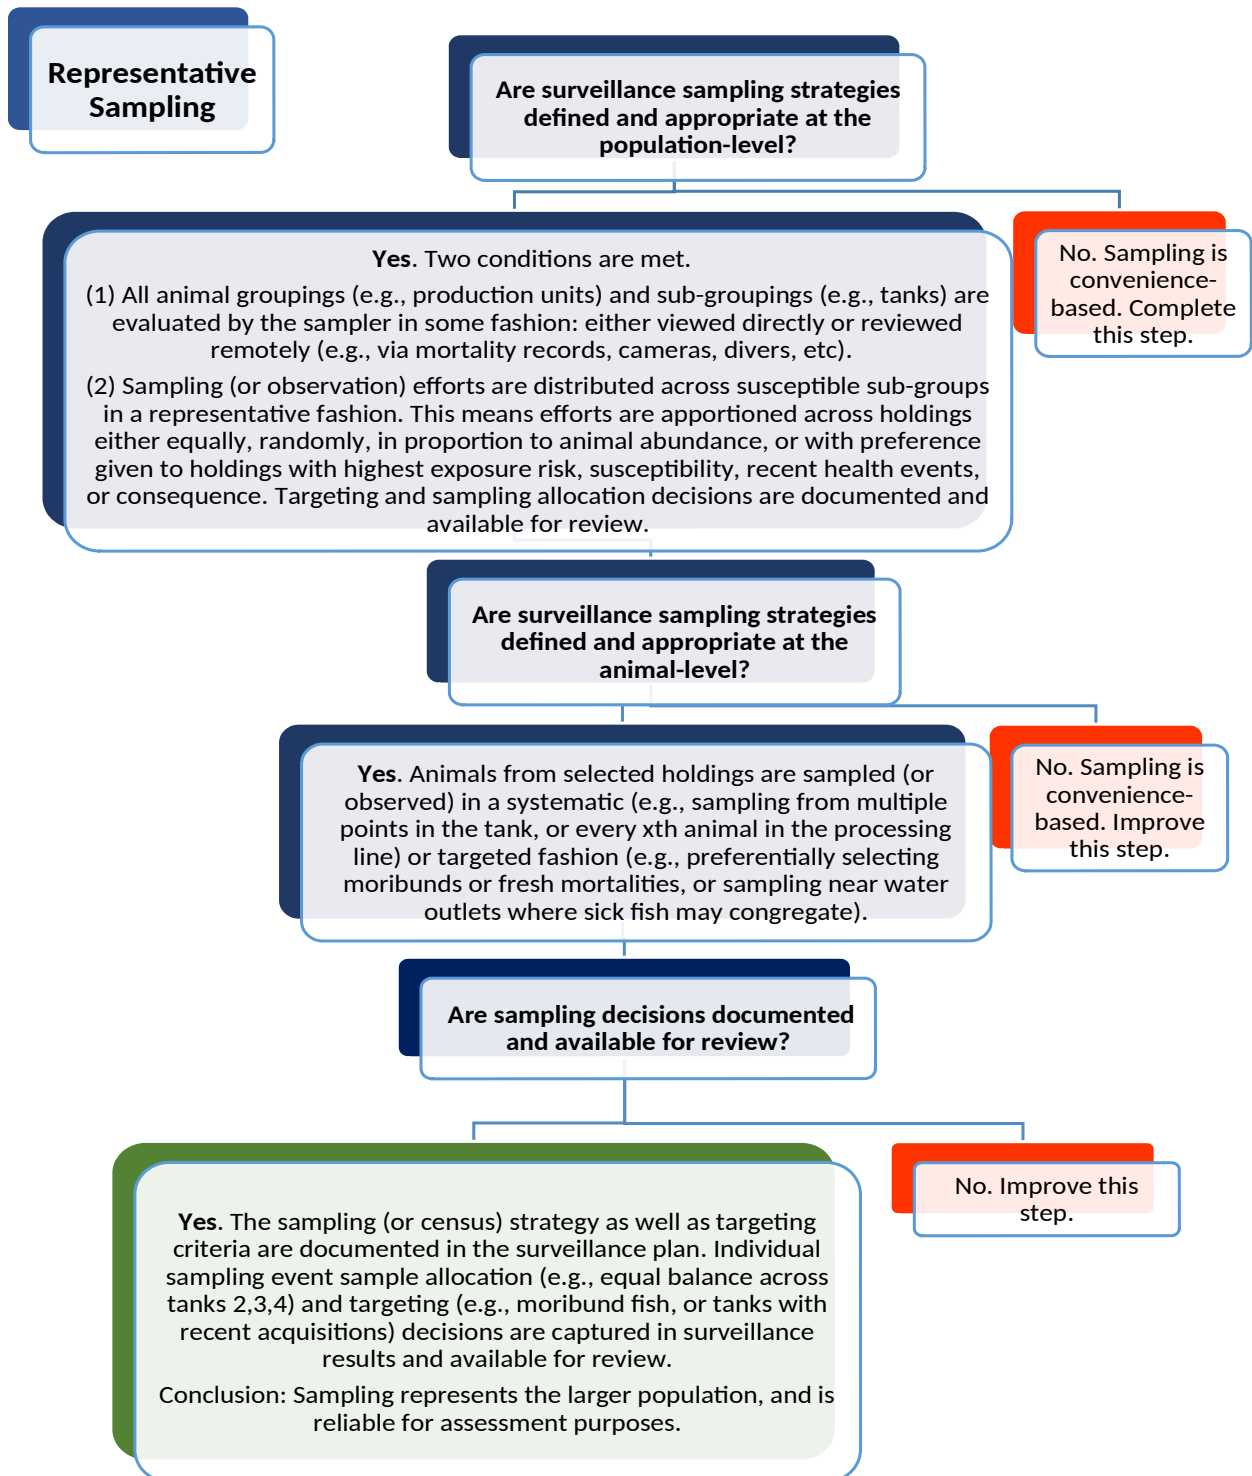 Representative
Sampling
Are surveillance sampling strategies
defined and appropriate at the
population-level?
Yes. Two conditions are met.
(1) All animal groupings (e.g., production units) and sub-groupings (e.g., tanks) are
evaluated by the sampler in some fashion: either viewed directly or reviewed
remotely (e.g., via mortality records, cameras, divers, etc).
(2) Sampling (or observation) efforts are distributed across susceptible sub-groups
in a representative fashion. This means efforts are apportioned across holdings
either equally, randomly, in proportion to animal abundance, or with preference
given to holdings with highest exposure risk, susceptibility, recent health events,
or consequence. Targeting and sampling allocation decisions are documented and
available for review.
No. Sampling is
convenience-
based. Complete
this step.
Are surveillance sampling strategies
defined and appropriate at the
animal-level?
Yes. Animals from selected holdings are sampled (or
observed) in a systematic (e.g., sampling from multiple
points in the tank, or every xth animal in the processing
line) or targeted fashion (e.g., preferentially selecting
moribunds or fresh mortalities, or sampling near water
outlets where sick fish may congregate).
No. Sampling is
convenience-
based. Improve
this step.
Are sampling decisions documented
and available for review?
Yes. The sampling (or census) strategy as well as targeting
criteria are documented in the surveillance plan. Individual
sampling event sample allocation (e.g., equal balance across
tanks 2,3,4) and targeting (e.g., moribund fish, or tanks with
recent acquisitions) decisions are captured in surveillance
results and available for review.
Conclusion: Sampling represents the larger population, and is
reliable for assessment purposes.
No. Improve this
step.